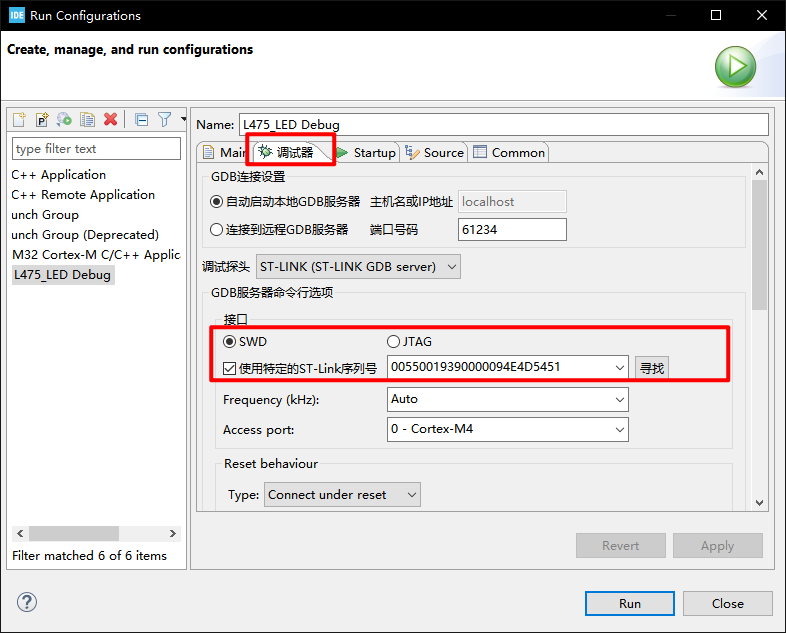 IDE Run Configurations
Create, manage, and run configurations
Name: L475_LED Debug
type filter text
C++ Application
C++ Remote Application
unch Group
unch Group (Deprecated)
M32 Cortex-M C/C++ Applic
L475_LED Debug
Filter matched 6 of 6 items
Main 调试器 Startup Source Common
GDB连接设置
自动启动本地GDB服务器 主机名或IP地址 localhost
连接到远程GDB服务器 端口号码 61234
调试探头 ST-LINK (ST-LINK GDB server)
GDB服务器命令行选项
接口
SWD JTAG
使用特定的ST-Link序列号 00550019390000094E4D5451 寻找
Frequency (kHz): Auto
Access port: 0 - Cortex-M4
Reset behaviour
Type: Connect under reset
Revert Apply
? Run Close